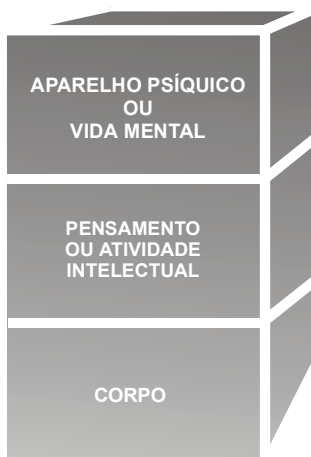 APARELHO PSÍQUICO
OU
VIDA MENTAL
PENSAMENTO
OU ATIVIDADE
INTELECTUAL
CORPO